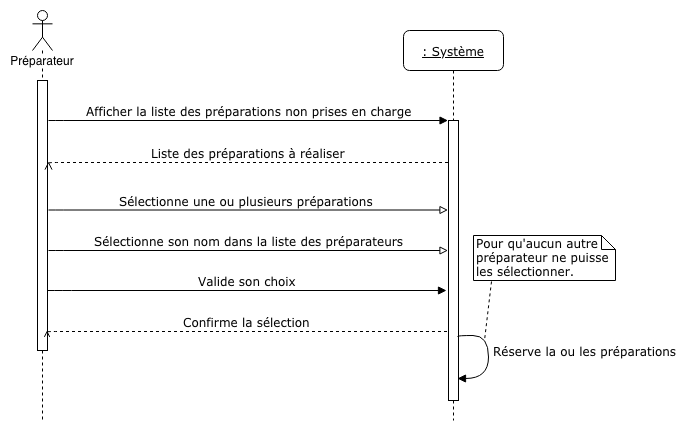 Préparateur
: Système
Afficher la liste des préparations non prises en charge
Liste des préparations à réaliser
Sélectionne une ou plusieurs préparations
Sélectionne son nom dans la liste des préparateurs
Pour qu'aucun autre
préparateur ne puisse
les sélectionner.
Valide son choix
Confirme la sélection
Réserve la ou les préparations